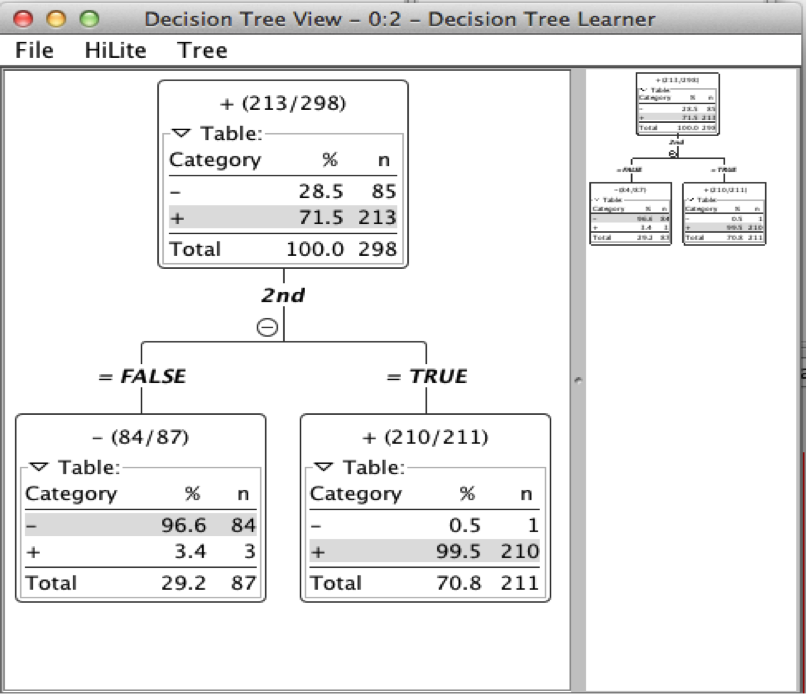 Decision Tree View – 0:2 – Decision Tree Learner
File HiLite Tree
+ (213/298)
Table:
Category % n
– 28.5 85
+ 71.5 213
Total 100.0 298
2nd
= FALSE
= TRUE
– (84/87)
Table:
Category % n
– 96.6 84
+ 3.4 3
Total 29.2 87
+ (210/211)
Table:
Category % n
– 0.5 1
+ 99.5 210
Total 70.8 211
+ (213/298)
Table:
Category % n
– 28.5 85
+ 71.5 213
Total 100.0 298
2nd
= FALSE
= TRUE
– (84/87)
Table:
Category % n
– 96.6 84
+ 3.4 3
Total 29.2 87
+ (210/211)
Table:
Category % n
– 0.5 1
+ 99.5 210
Total 70.8 211